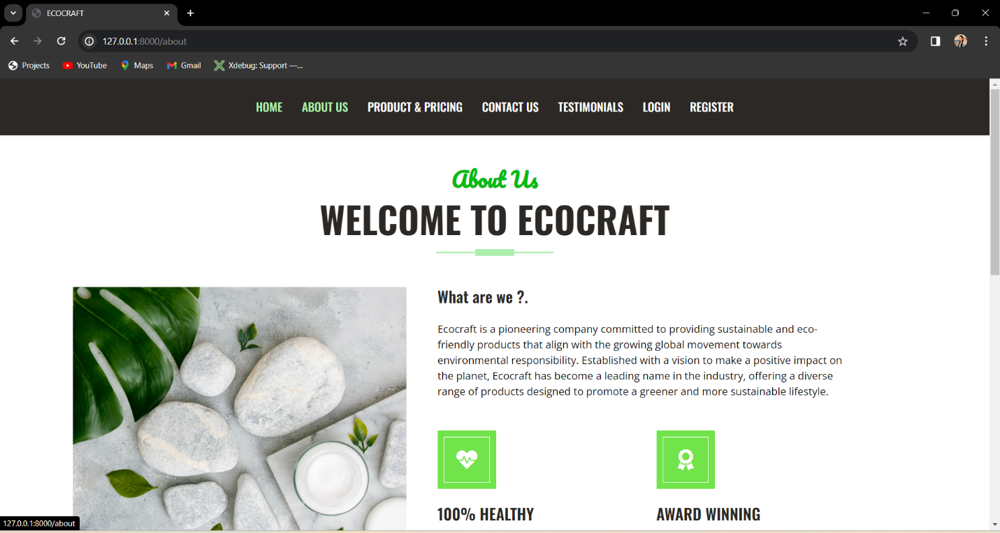 ECOCRAFT
127.0.0.1:8000/about
Projects YouTube Maps Gmail Xdebug: Support —...
HOME ABOUT US PRODUCT & PRICING CONTACT US TESTIMONIALS LOGIN REGISTER
About Us
WELCOME TO ECOCRAFT
What are we ?.
Ecocraft is a pioneering company committed to providing sustainable and eco-
friendly products that align with the growing global movement towards
environmental responsibility. Established with a vision to make a positive impact on
the planet, Ecocraft has become a leading name in the industry, offering a diverse
range of products designed to promote a greener and more sustainable lifestyle.
100% HEALTHY AWARD WINNING
127.0.0.1:8000/about